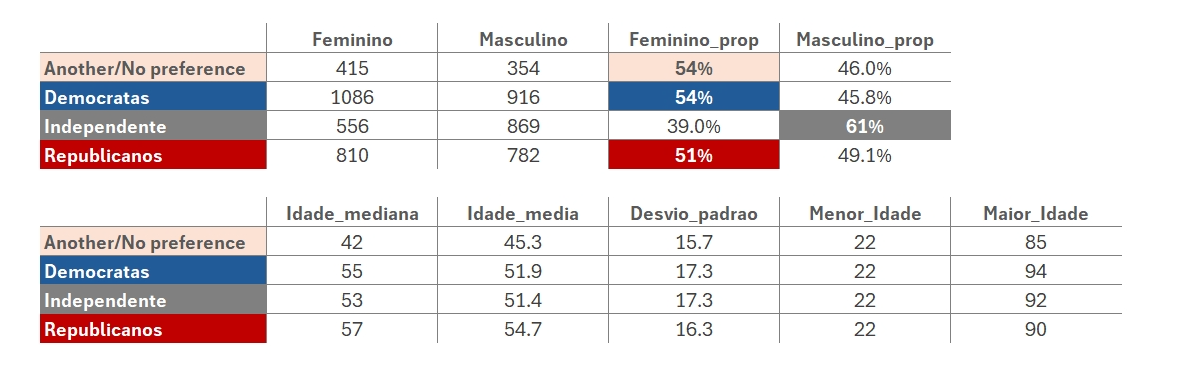 Feminino Masculino Feminino_prop Masculino_prop
Another/No preference 415 354 54% 46.0%
Democratas 1086 916 54% 45.8%
Independente 556 869 39.0% 61%
Republicanos 810 782 51% 49.1%
Idade_mediana Idade_media Desvio_padrao Menor_Idade Maior_Idade
Another/No preference 42 45.3 15.7 22 85
Democratas 55 51.9 17.3 22 94
Independente 53 51.4 17.3 22 92
Republicanos 57 54.7 16.3 22 90